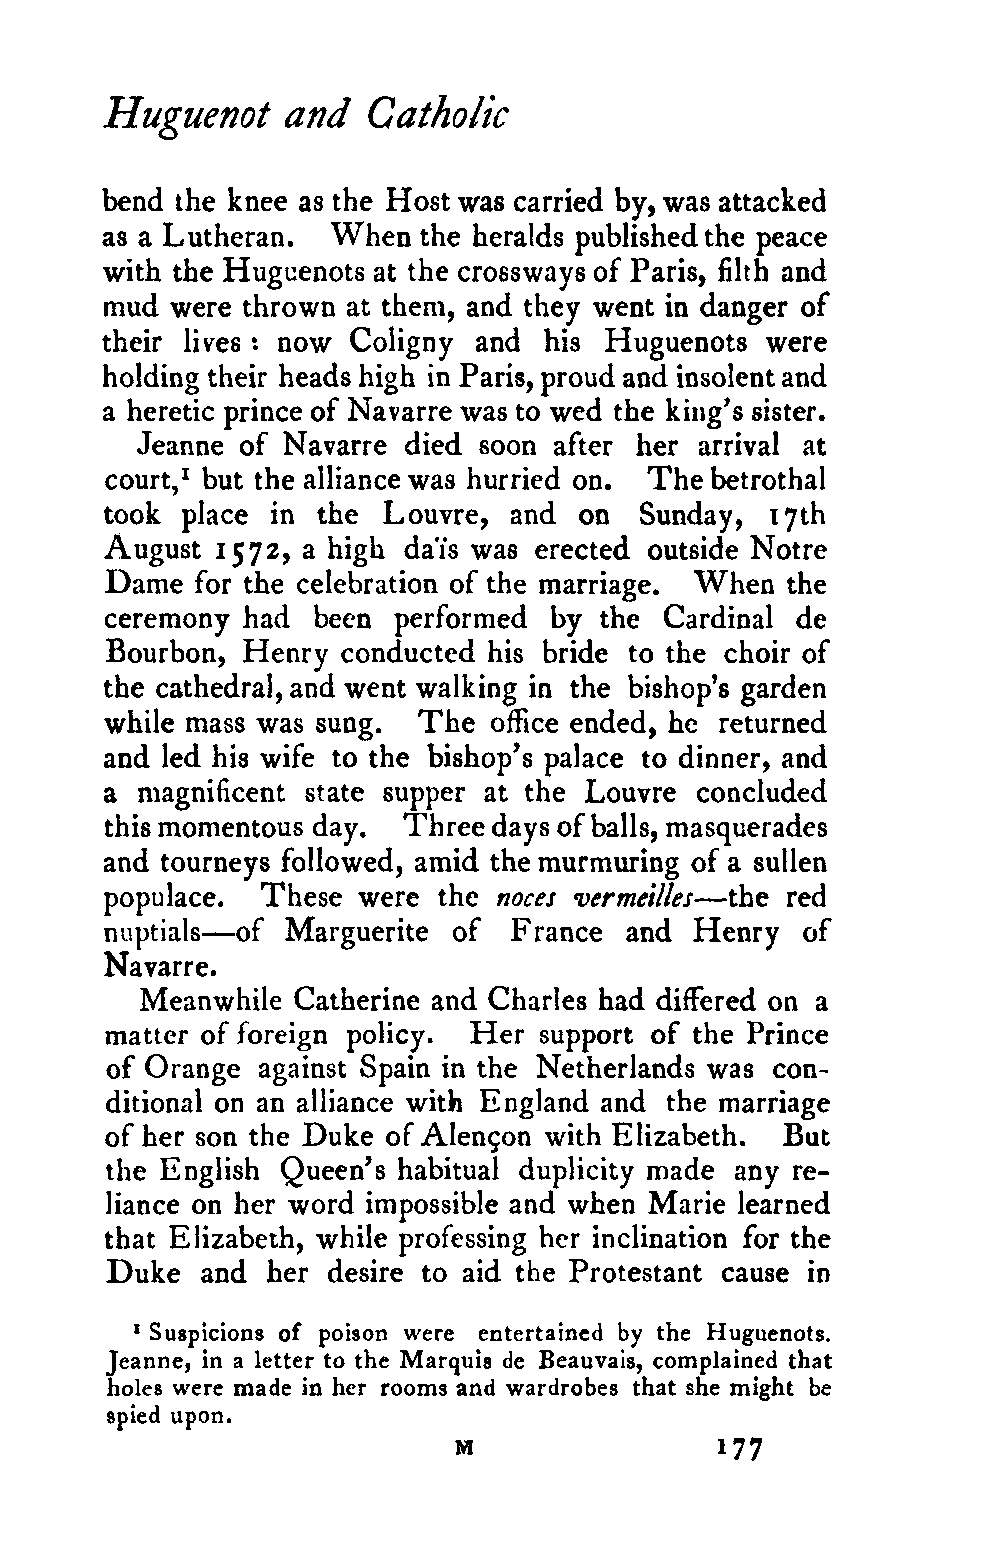 Huguenot and Catholic
bend the knee as the Host was carried by, was attacked
as a Lutheran. When the heralds published the peace
with the Huguenots at the crossways of Paris, filth and
mud were thrown at them, and they went in danger of
their lives : now Coligny and his Huguenots were
holding their heads high in Paris, proud and insolent and
a heretic prince of Navarre was to wed the king's sister.
Jeanne of Navarre died soon after her arrival at
court,¹ but the alliance was hurried on. The betrothal
took place in the Louvre, and on Sunday, 17th
August 1572, a high daïs was erected outside Notre
Dame for the celebration of the marriage. When the
ceremony had been performed by the Cardinal de
Bourbon, Henry conducted his bride to the choir of
the cathedral, and went walking in the bishop's garden
while mass was sung. The office ended, he returned
and led his wife to the bishop's palace to dinner, and
a magnificent state supper at the Louvre concluded
this momentous day. Three days of balls, masquerades
and tourneys followed, amid the murmuring of a sullen
populace. These were the noces vermeilles—the red
nuptials—of Marguerite of France and Henry of
Navarre.
Meanwhile Catherine and Charles had differed on a
matter of foreign policy. Her support of the Prince
of Orange against Spain in the Netherlands was con-
ditional on an alliance with England and the marriage
of her son the Duke of Alençon with Elizabeth. But
the English Queen's habitual duplicity made any re-
liance on her word impossible and when Marie learned
that Elizabeth, while professing her inclination for the
Duke and her desire to aid the Protestant cause in
¹ Suspicions of poison were entertained by the Huguenots.
Jeanne, in a letter to the Marquis de Beauvais, complained that
holes were made in her rooms and wardrobes that she might be
spied upon.
M 177